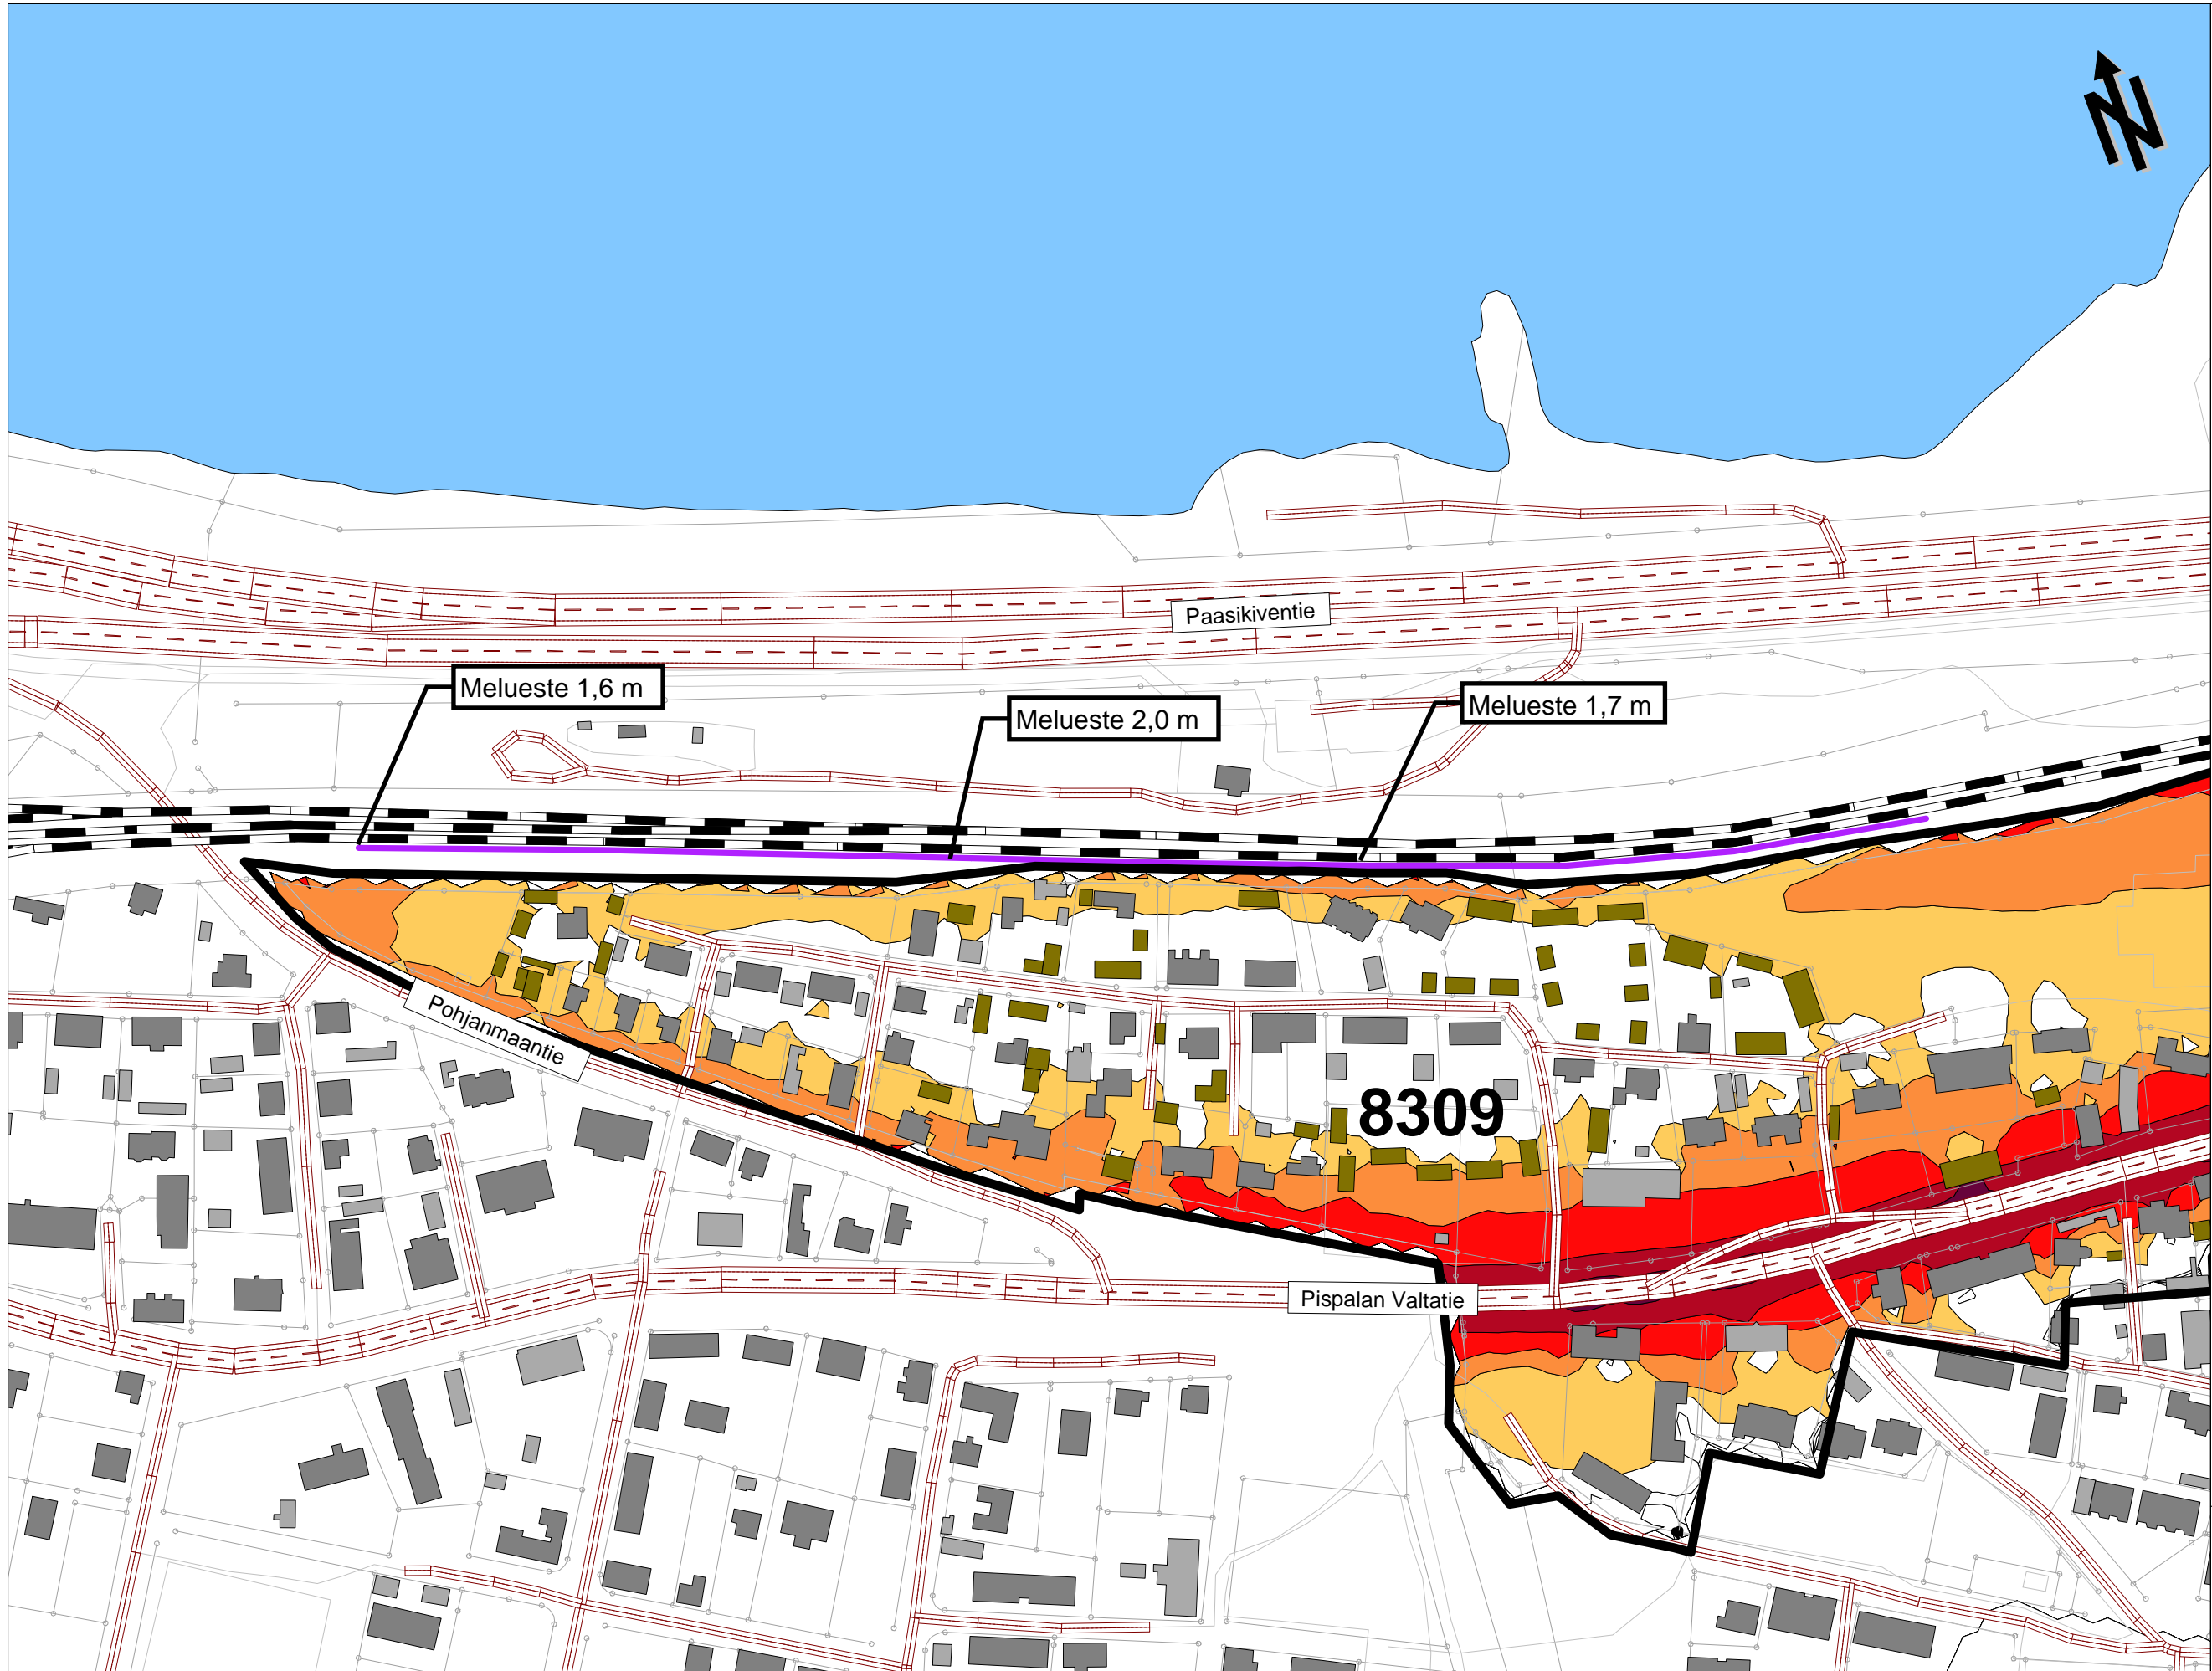 N
Paasikiventie
Melueste 1,6 m
Melueste 2,0 m
Melueste 1,7 m
Pohjanmaantie
8309
Pispalan Valtatie